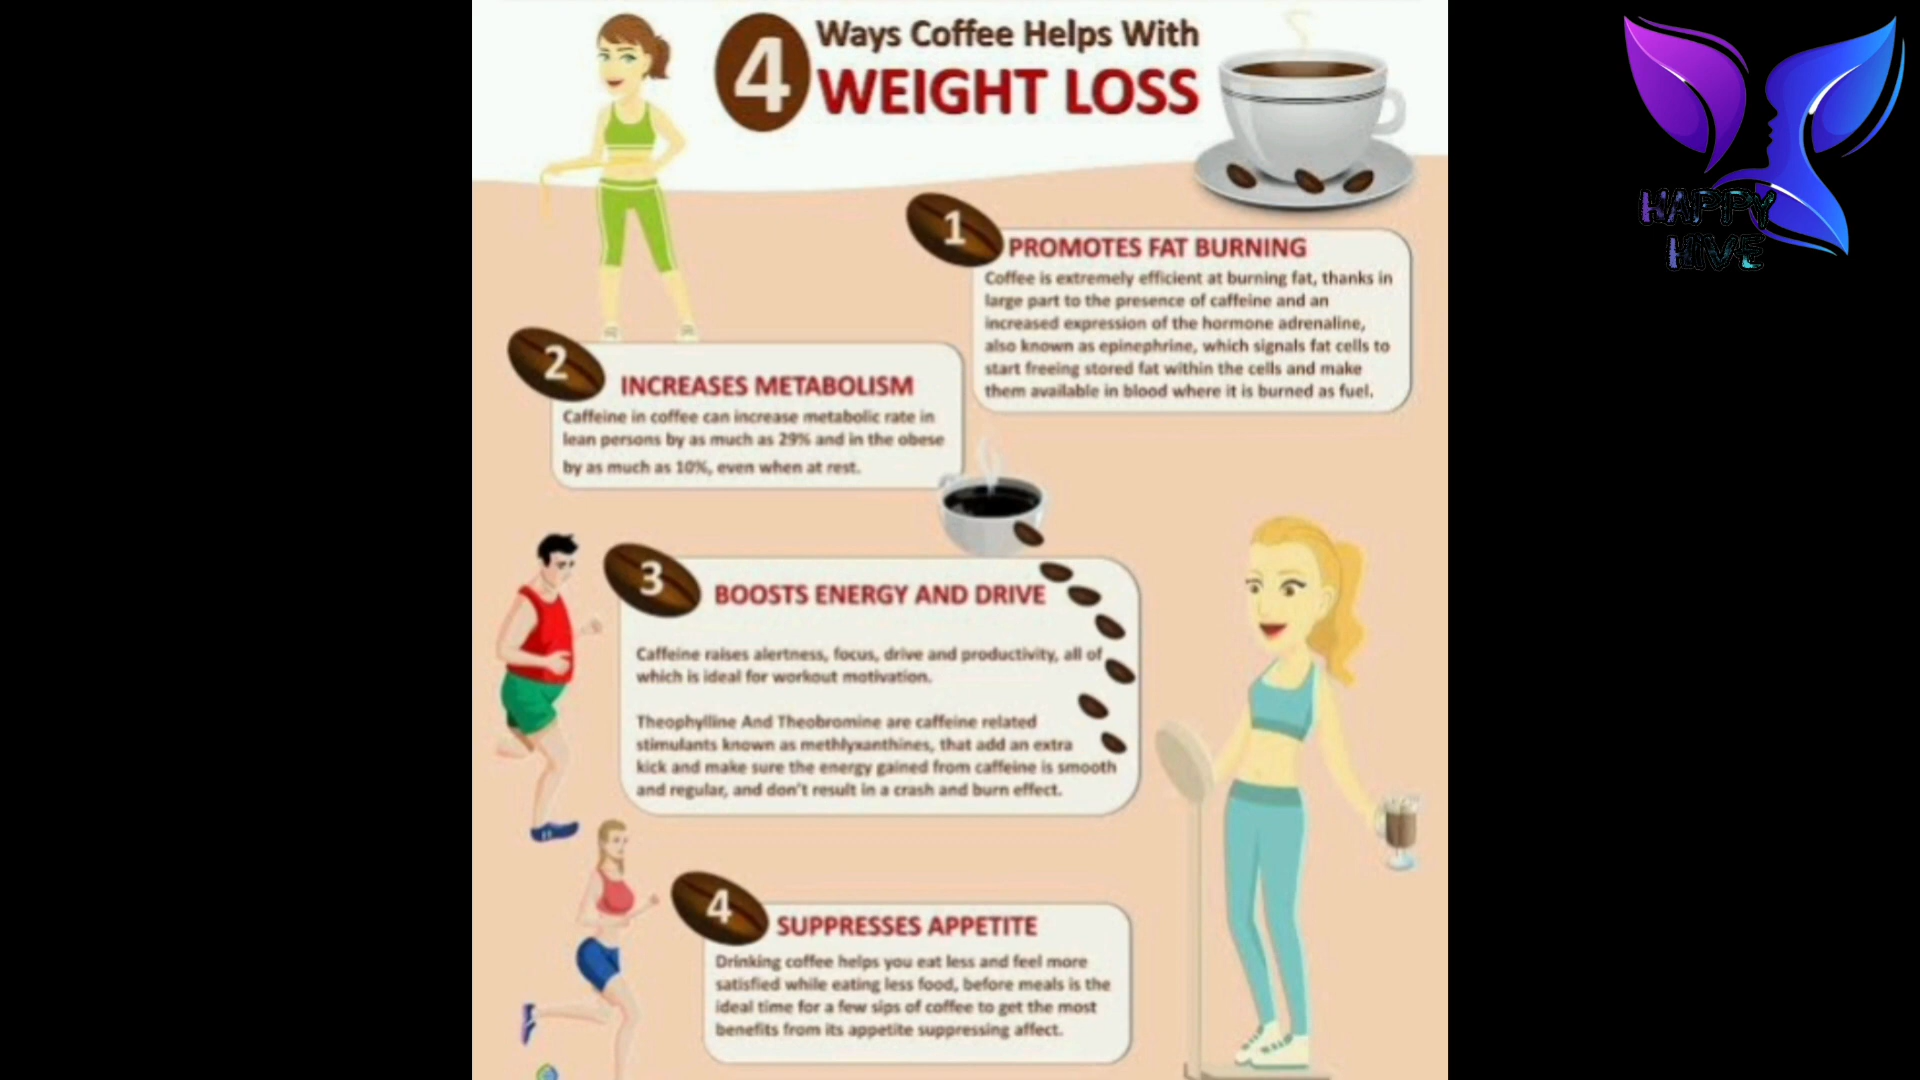 4
Ways Coffee Helps With
WEIGHT LOSS
1
PROMOTES FAT BURNING
Coffee is extremely efficient at burning fat, thanks in
large part to the presence of caffeine and an
increased expression of the hormone adrenaline,
also known as epinephrine, which signals fat cells to
start freeing stored fat within the cells and make
them available in blood where it is burned as fuel.
2
INCREASES METABOLISM
Caffeine in coffee can increase metabolic rate in
lean persons by as much as 29% and in the obese
by as much as 10%, even when at rest.
3
BOOSTS ENERGY AND DRIVE
Caffeine raises alertness, focus, drive and productivity, all of
which is ideal for workout motivation.
Theophylline And Theobromine are caffeine related
stimulants known as methlyxanthines, that add an extra
kick and make sure the energy gained from caffeine is smooth
and regular, and don't result in a crash and burn effect.
4
SUPPRESSES APPETITE
Drinking coffee helps you eat less and feel more
satisfied while eating less food, before meals is the
ideal time for a few sips of coffee to get the most
benefits from its appetite suppressing affect.
HAPPY
HIVE